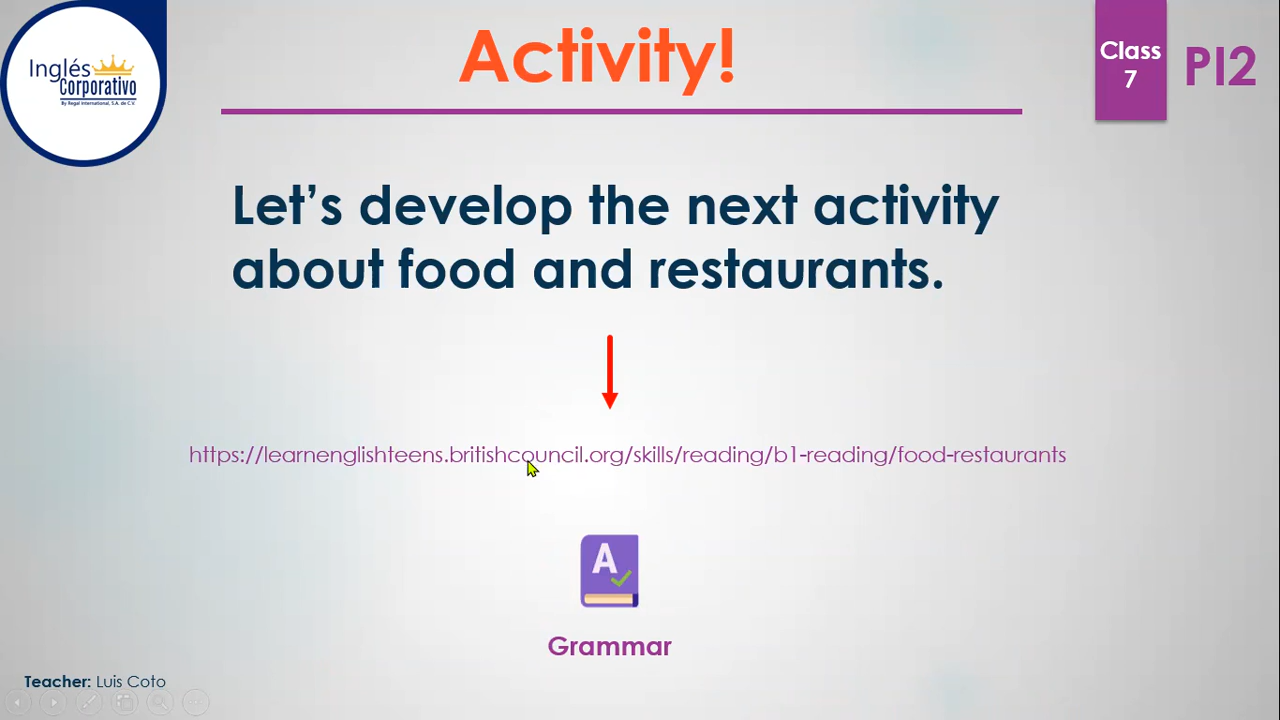 Inglés
Corporativo
By Regal International, S.A. de C.V.
Activity!
Class
7
PI2
Let’s develop the next activity
about food and restaurants.
https://learnenglishteens.britishcouncil.org/skills/reading/b1-reading/food-restaurants
A
Grammar
Teacher: Luis Coto